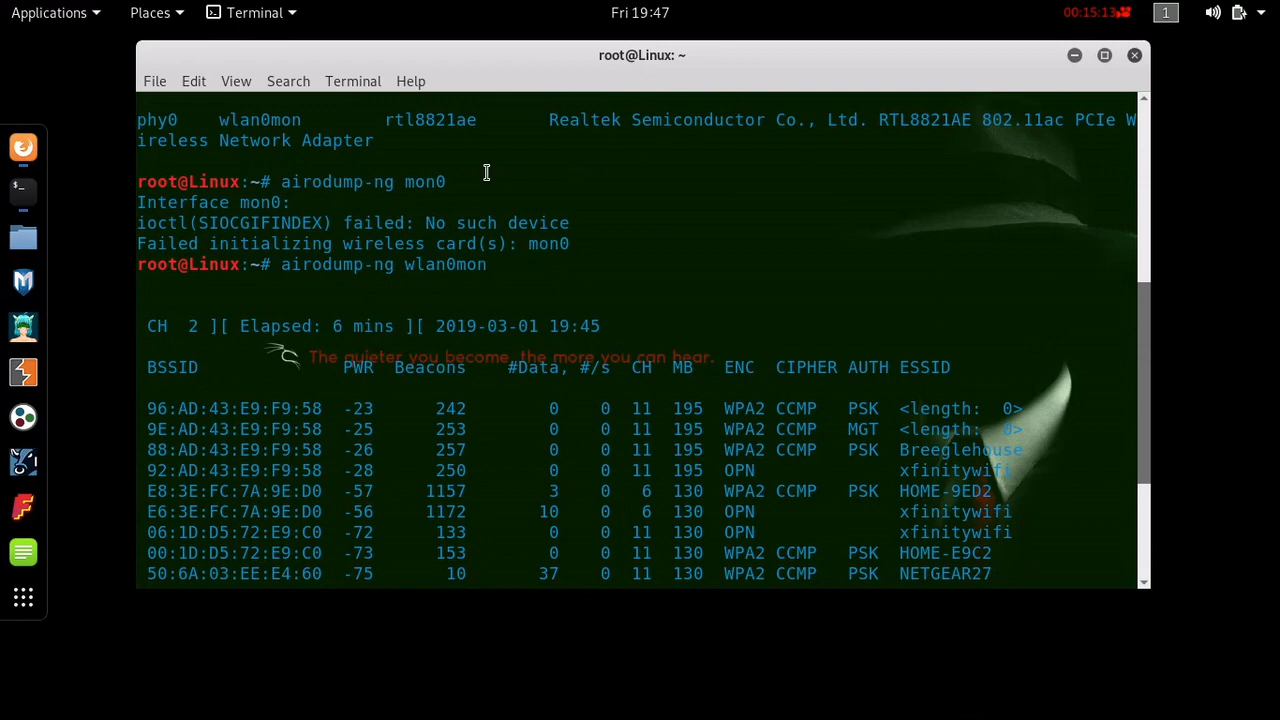 Applications Places Terminal Fri 19:47 00:15:13 1
root@Linux: ~
File Edit View Search Terminal Help
phy0 wlan0mon rtl8821ae Realtek Semiconductor Co., Ltd. RTL8821AE 802.11ac PCIe W
ireless Network Adapter
root@Linux:~# airodump-ng mon0
Interface mon0:
ioctl(SIOCGIFINDEX) failed: No such device
Failed initializing wireless card(s): mon0
root@Linux:~# airodump-ng wlan0mon
CH 2 ][ Elapsed: 6 mins ][ 2019-03-01 19:45
The quieter you become, the more you can hear.
BSSID PWR Beacons #Data, #/s CH MB ENC CIPHER AUTH ESSID
96:AD:43:E9:F9:58 -23 242 0 0 11 195 WPA2 CCMP PSK <length: 0>
9E:AD:43:E9:F9:58 -25 253 0 0 11 195 WPA2 CCMP MGT <length: 0>
88:AD:43:E9:F9:58 -26 257 0 0 11 195 WPA2 CCMP PSK Breeglehouse
92:AD:43:E9:F9:58 -28 250 0 0 11 195 OPN xfinitywifi
E8:3E:FC:7A:9E:D0 -57 1157 3 0 6 130 WPA2 CCMP PSK HOME-9ED2
E6:3E:FC:7A:9E:D0 -56 1172 10 0 6 130 OPN xfinitywifi
06:1D:D5:72:E9:C0 -72 133 0 0 11 130 OPN xfinitywifi
00:1D:D5:72:E9:C0 -73 153 0 0 11 130 WPA2 CCMP PSK HOME-E9C2
50:6A:03:EE:E4:60 -75 10 37 0 11 130 WPA2 CCMP PSK NETGEAR27